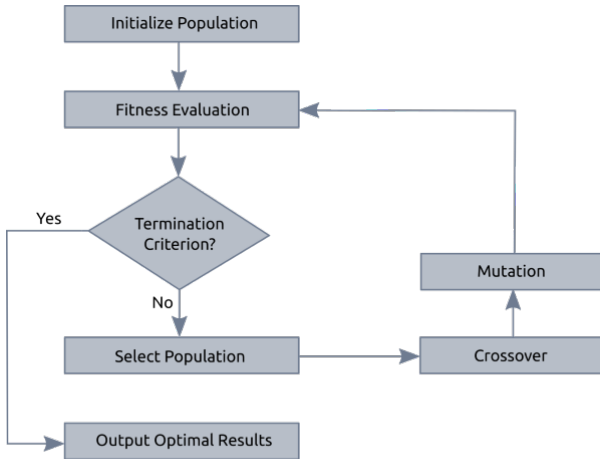 Initialize Population
Fitness Evaluation
Termination
Criterion?
Yes
No
Mutation
Select Population
Crossover
Output Optimal Results